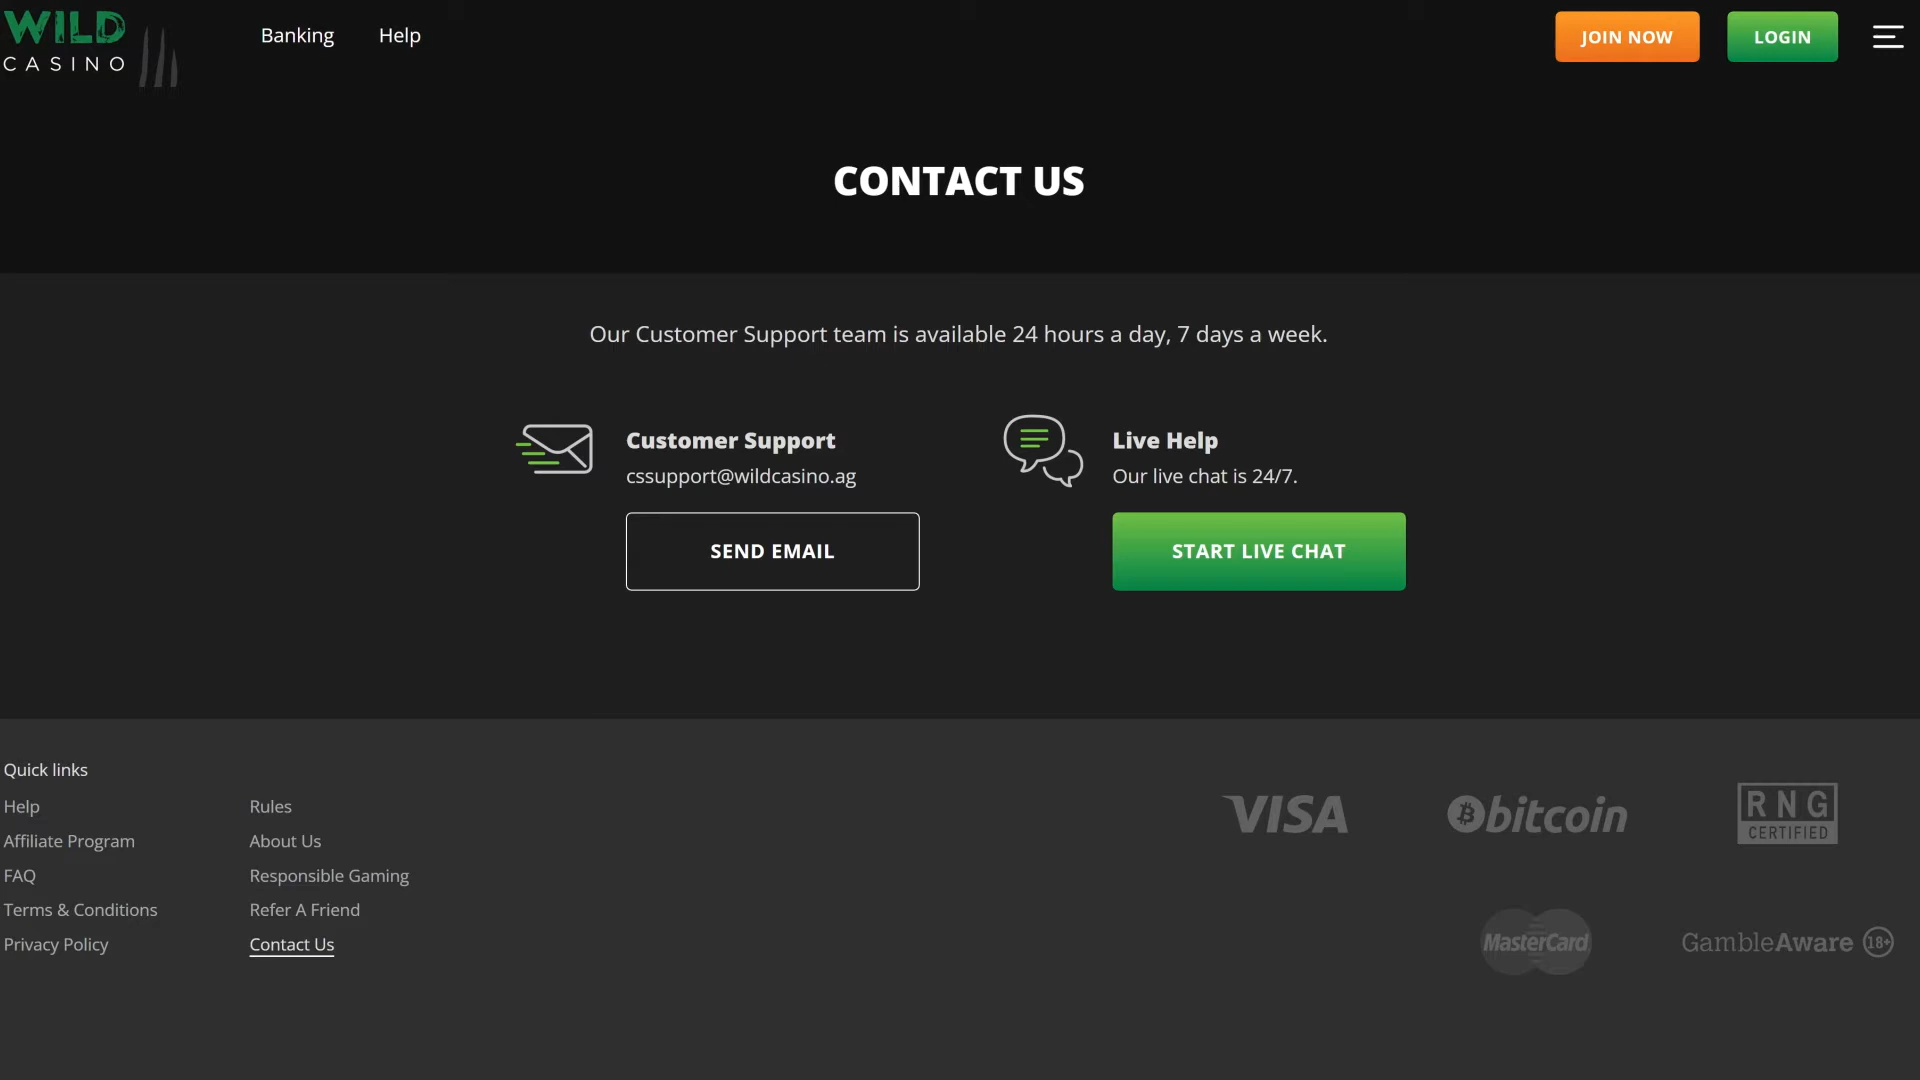 WILD
CASINO
Banking
Help
JOIN NOW
LOGIN
CONTACT US
Our Customer Support team is available 24 hours a day, 7 days a week.
Customer Support
cssupport@wildcasino.ag
SEND EMAIL
Live Help
Our live chat is 24/7.
START LIVE CHAT
Quick links
Help
Affiliate Program
FAQ
Terms & Conditions
Privacy Policy
Rules
About Us
Responsible Gaming
Refer A Friend
Contact Us
VISA
bitcoin
RNG
CERTIFIED
MasterCard
GambleAware 18+